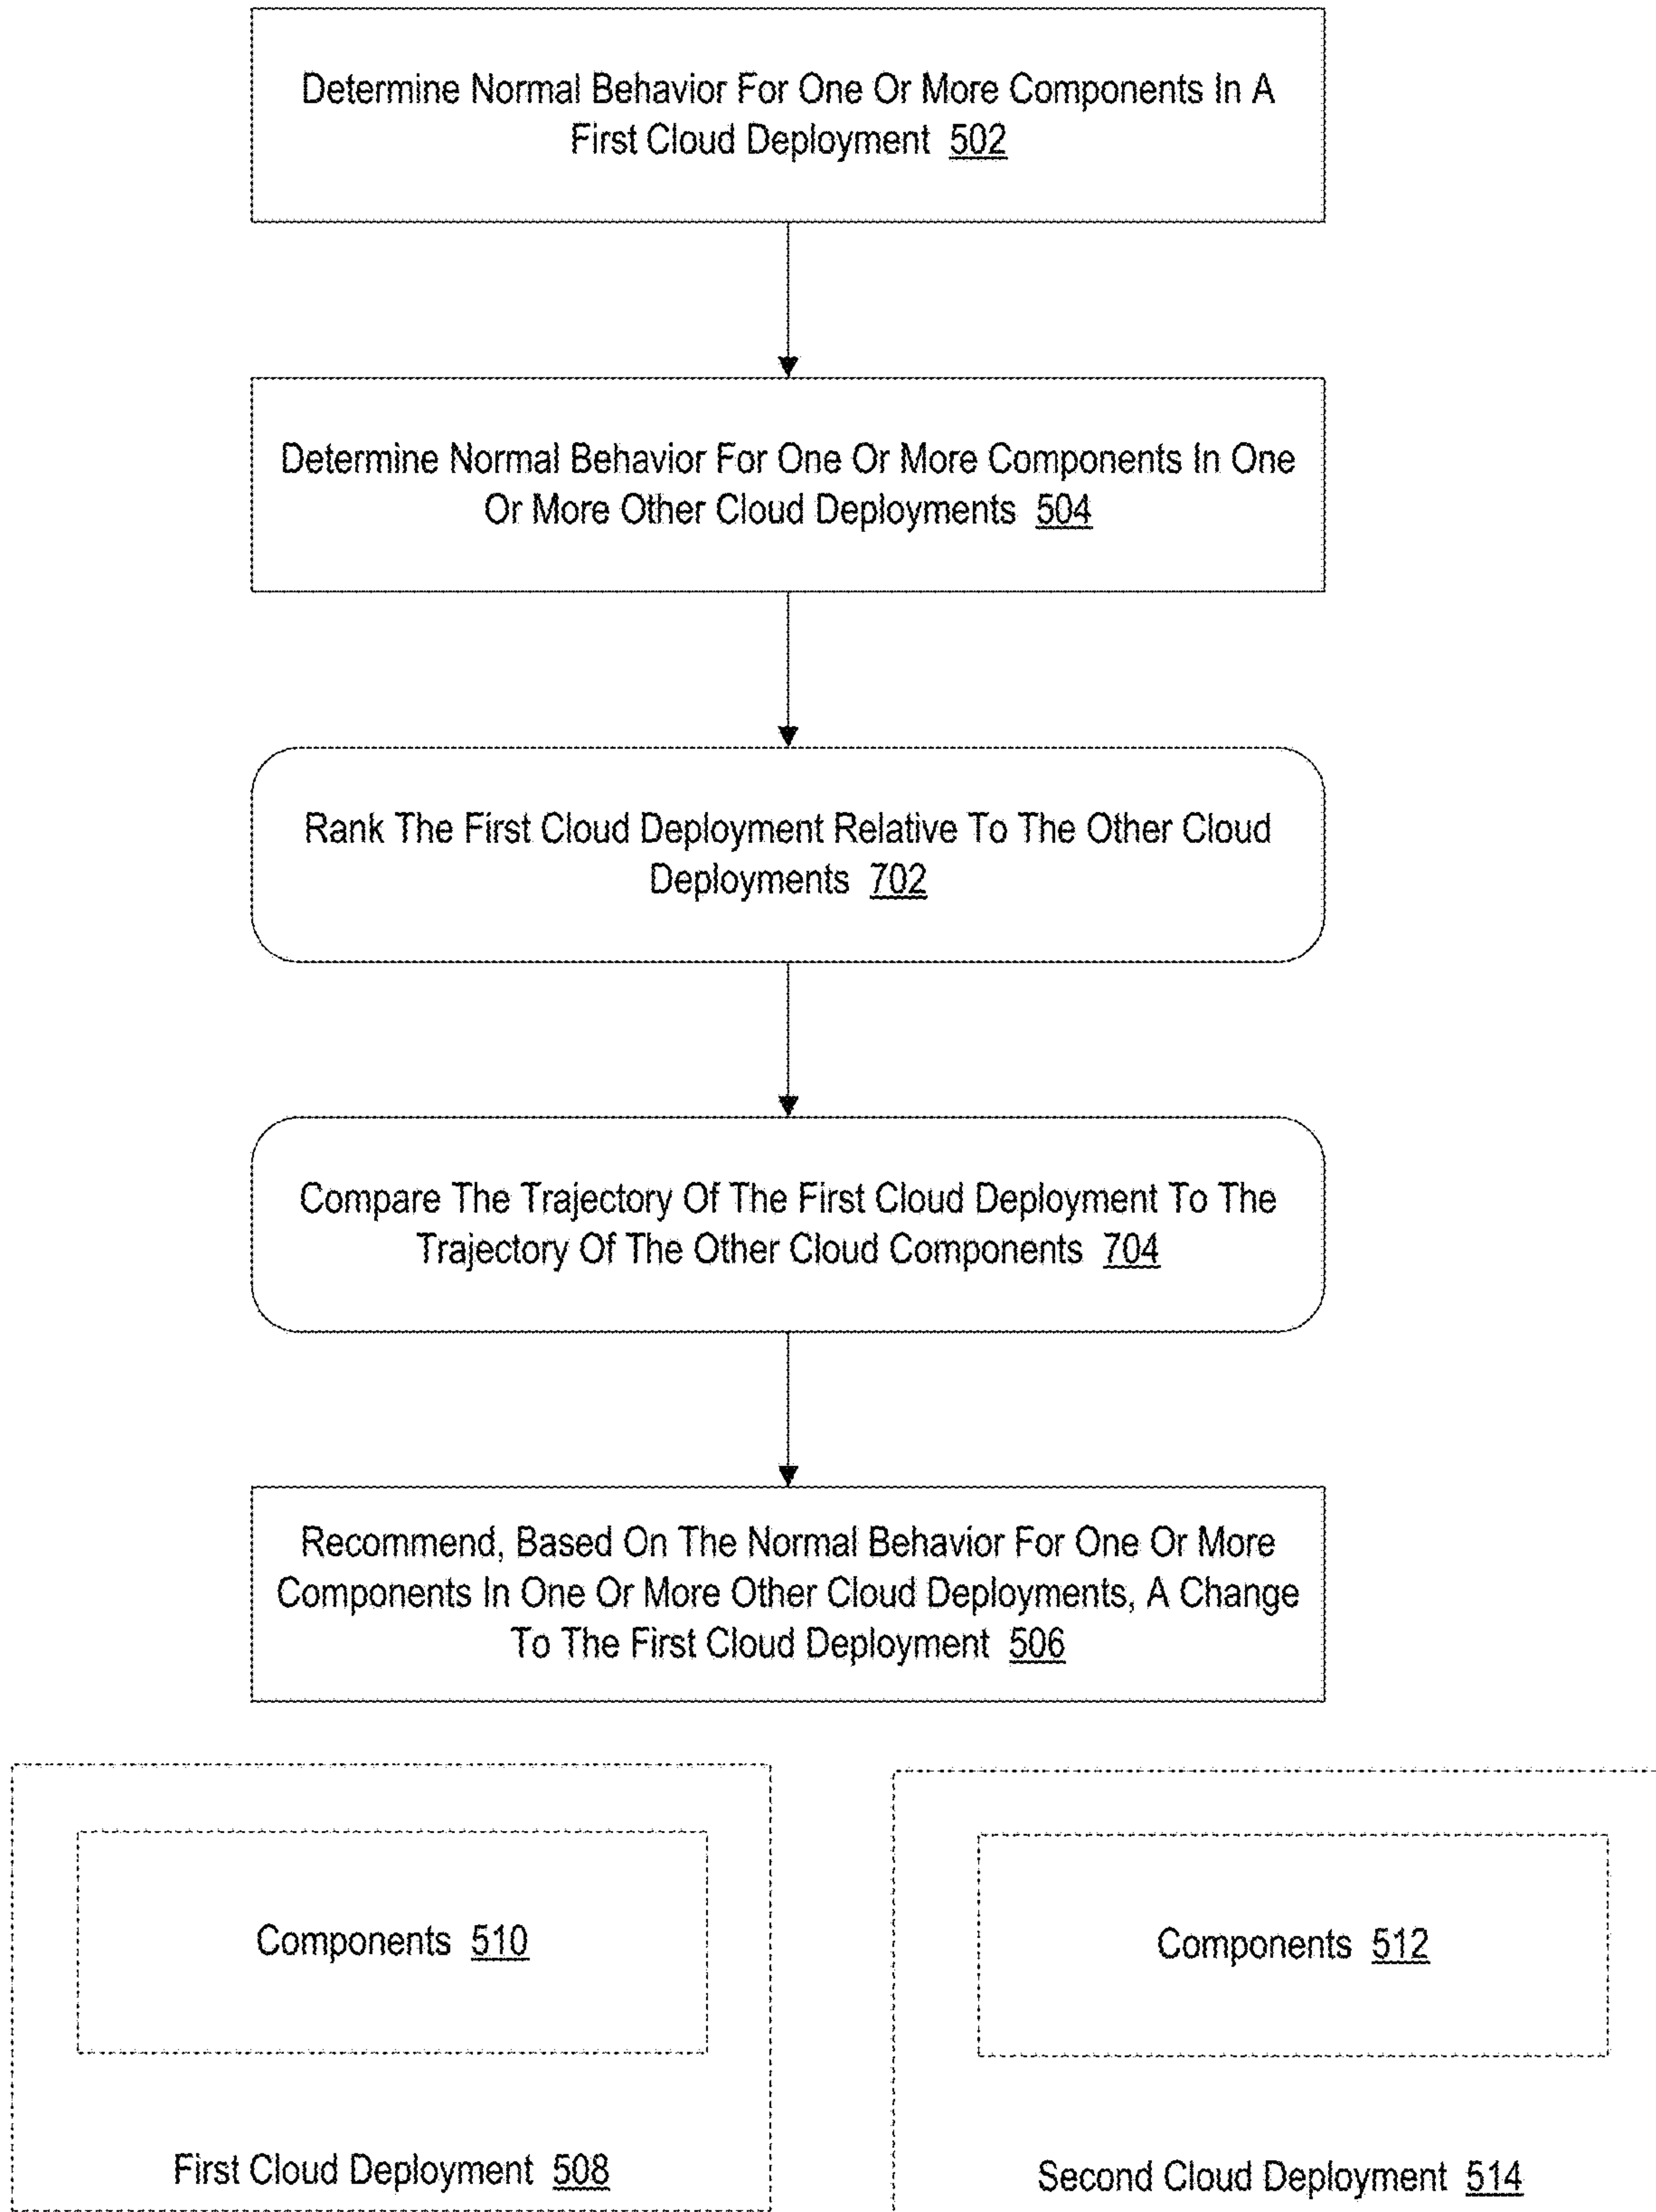 Determine Normal Behavior For One Or More Components In A
First Cloud Deployment 502
Determine Normal Behavior For One Or More Components In One
Or More Other Cloud Deployments 504
Rank The First Cloud Deployment Relative To The Other Cloud
Deployments 702
Compare The Trajectory Of The First Cloud Deployment To The
Trajectory Of The Other Cloud Components 704
Recommend, Based On The Normal Behavior For One Or More
Components In One Or More Other Cloud Deployments, A Change
To The First Cloud Deployment 506
Components 510
First Cloud Deployment 508
Components 512
Second Cloud Deployment 514